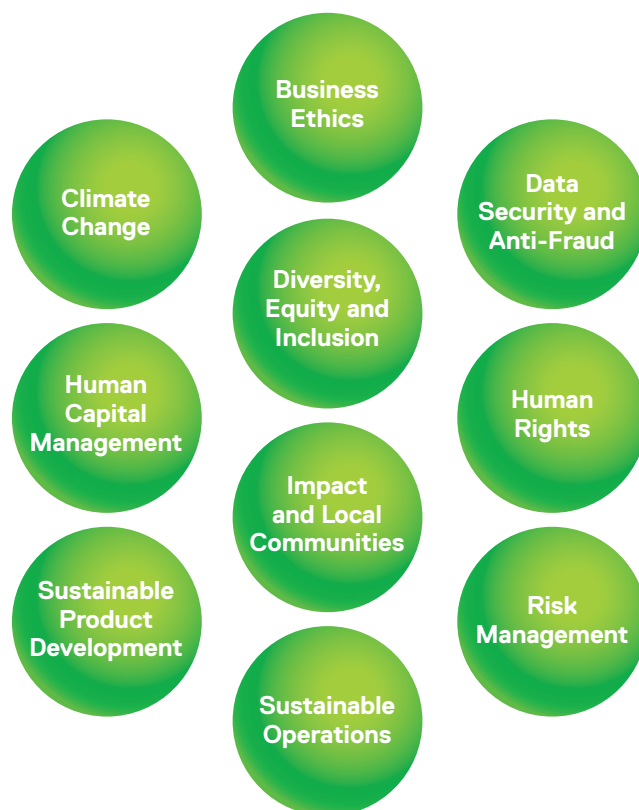 Business
Ethics
Climate
Change
Data
Security and
Anti-Fraud
Diversity,
Equity and
Inclusion
Human
Capital
Management
Human
Rights
Impact
and Local
Communities
Sustainable
Product
Development
Risk
Management
Sustainable
Operations